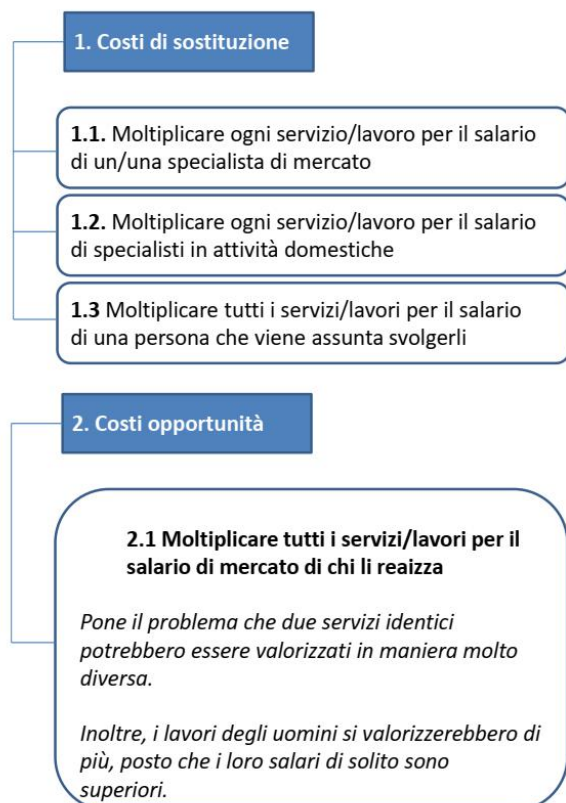 1. Costi di sostituzione
1.1. Moltiplicare ogni servizio/lavoro per il salario
di un/una specialista di mercato
1.2. Moltiplicare ogni servizio/lavoro per il salario
di specialisti in attività domestiche
1.3 Moltiplicare tutti i servizi/lavori per il salario
di una persona che viene assunta svolgerli
2. Costi opportunità
2.1 Moltiplicare tutti i servizi/lavori per il
salario di mercato di chi li reaizza
Pone il problema che due servizi identici
potrebbero essere valorizzati in maniera molto
diversa.
Inoltre, i lavori degli uomini si valorizzerebbero di
più, posto che i loro salari di solito sono
superiori.